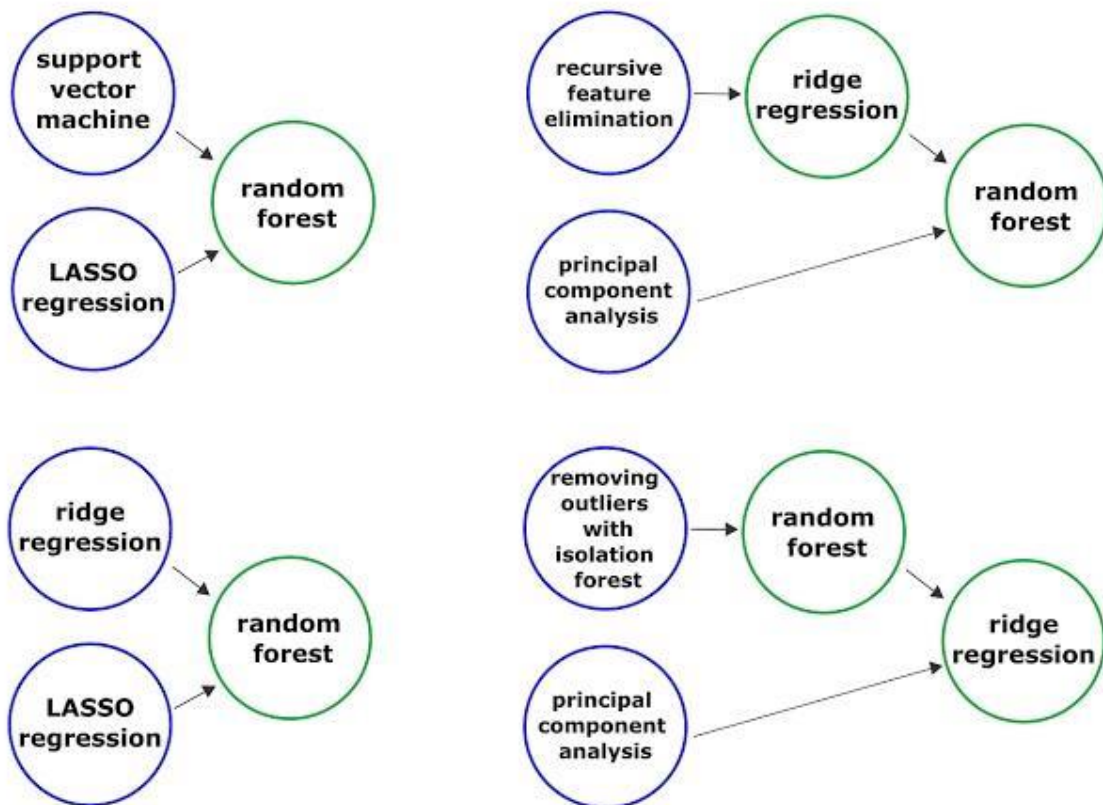 support
vector
machine
LASSO
regression
random
forest
recursive
feature
elimination
ridge
regression
principal
component
analysis
random
forest
ridge
regression
LASSO
regression
random
forest
removing
outliers
with
isolation
forest
random
forest
principal
component
analysis
ridge
regression